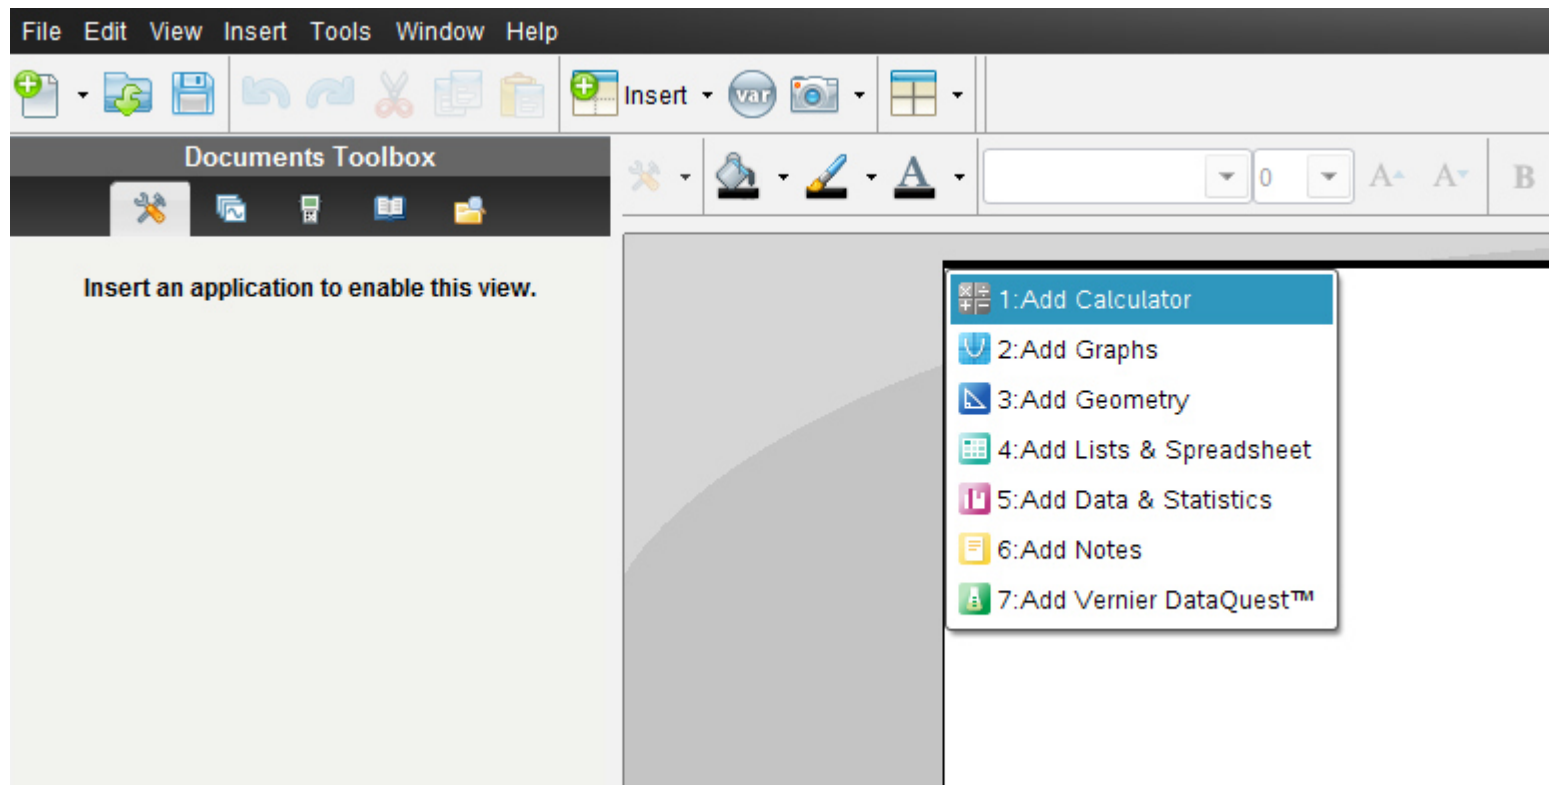 File Edit View Insert Tools Window Help
Insert var
Documents Toolbox
A 0 A A B
Insert an application to enable this view.
1:Add Calculator
2:Add Graphs
3:Add Geometry
4:Add Lists & Spreadsheet
5:Add Data & Statistics
6:Add Notes
7:Add Vernier DataQuest™